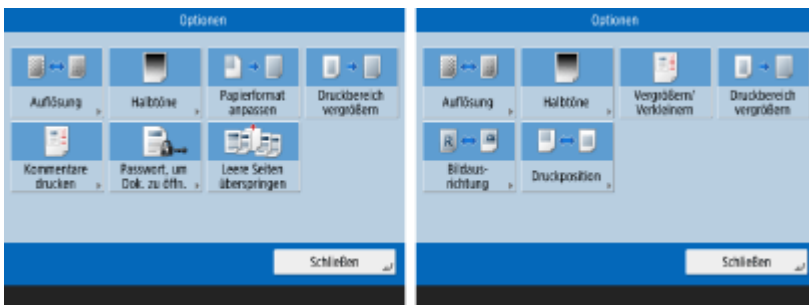 Optionen
Auflösung
Halbtöne
Papierformat
anpassen
Druckbereich
vergrößern
Kommentare
drucken
Passwort, um
Dok. zu öffn.
Leere Seiten
überspringen
Schließen
Optionen
Auflösung
Halbtöne
Vergrößern/
Verkleinern
Druckbereich
vergrößern
R
Bildaus-
richtung
Druckposition
Schließen